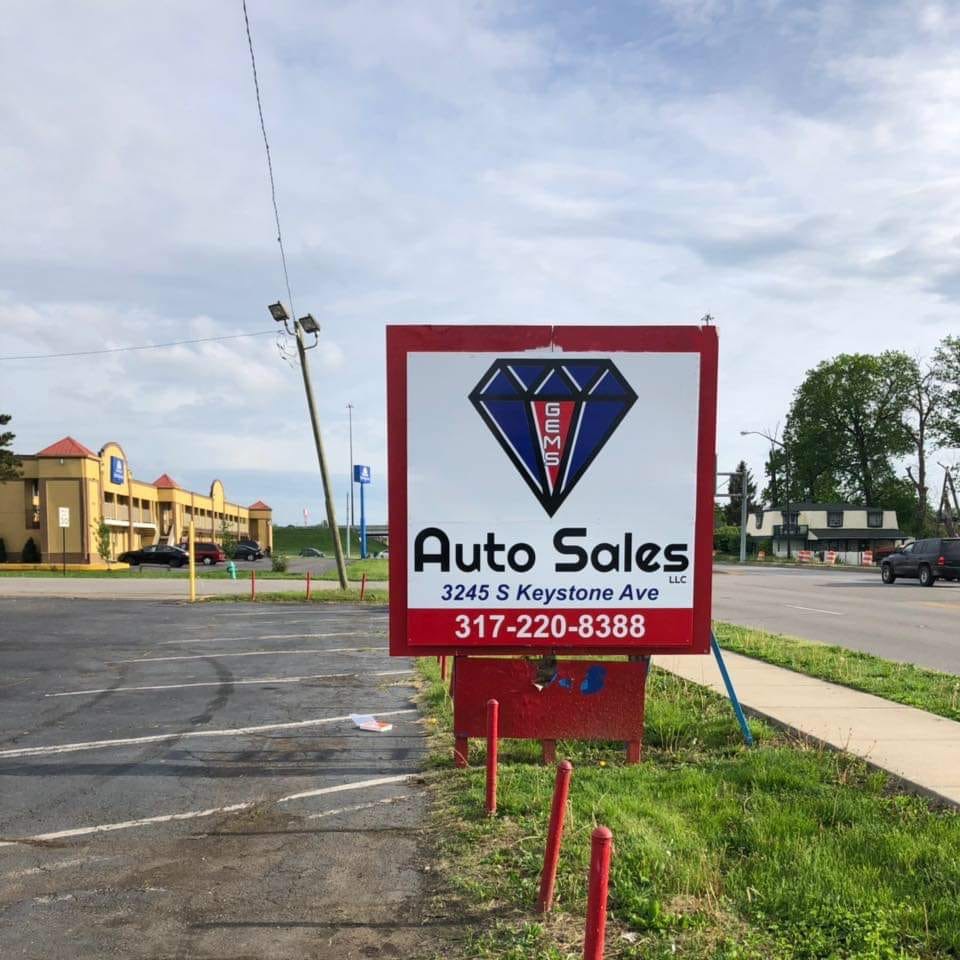 GEMS
Auto Sales
LLC
3245 S Keystone Ave
317-220-8388